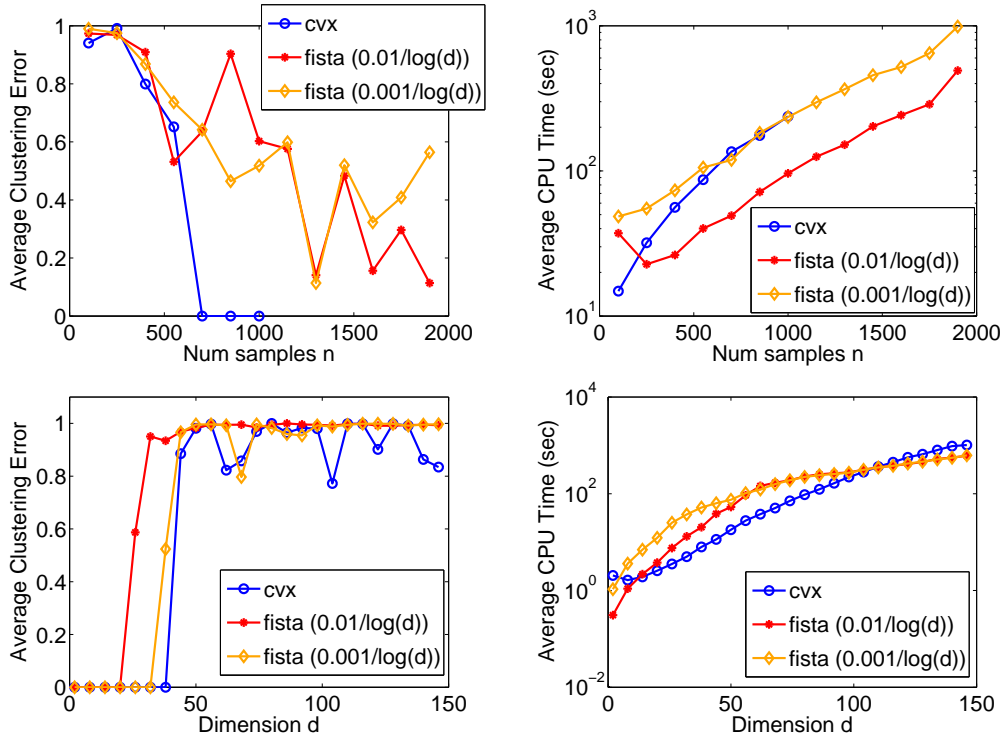 Average Clustering Error
1
0.8
0.6
0.4
0.2
0
0
500
1000
1500
2000
Num samples n
cvx
fista (0.01/log(d))
fista (0.001/log(d))
Average CPU Time (sec)
10^3
10^2
10^1
0
500
1000
1500
2000
Num samples n
cvx
fista (0.01/log(d))
fista (0.001/log(d))
Average Clustering Error
1
0.8
0.6
0.4
0.2
0
0
50
100
150
Dimension d
cvx
fista (0.01/log(d))
fista (0.001/log(d))
Average CPU Time (sec)
10^4
10^2
10^0
10^−2
0
50
100
150
Dimension d
cvx
fista (0.01/log(d))
fista (0.001/log(d))